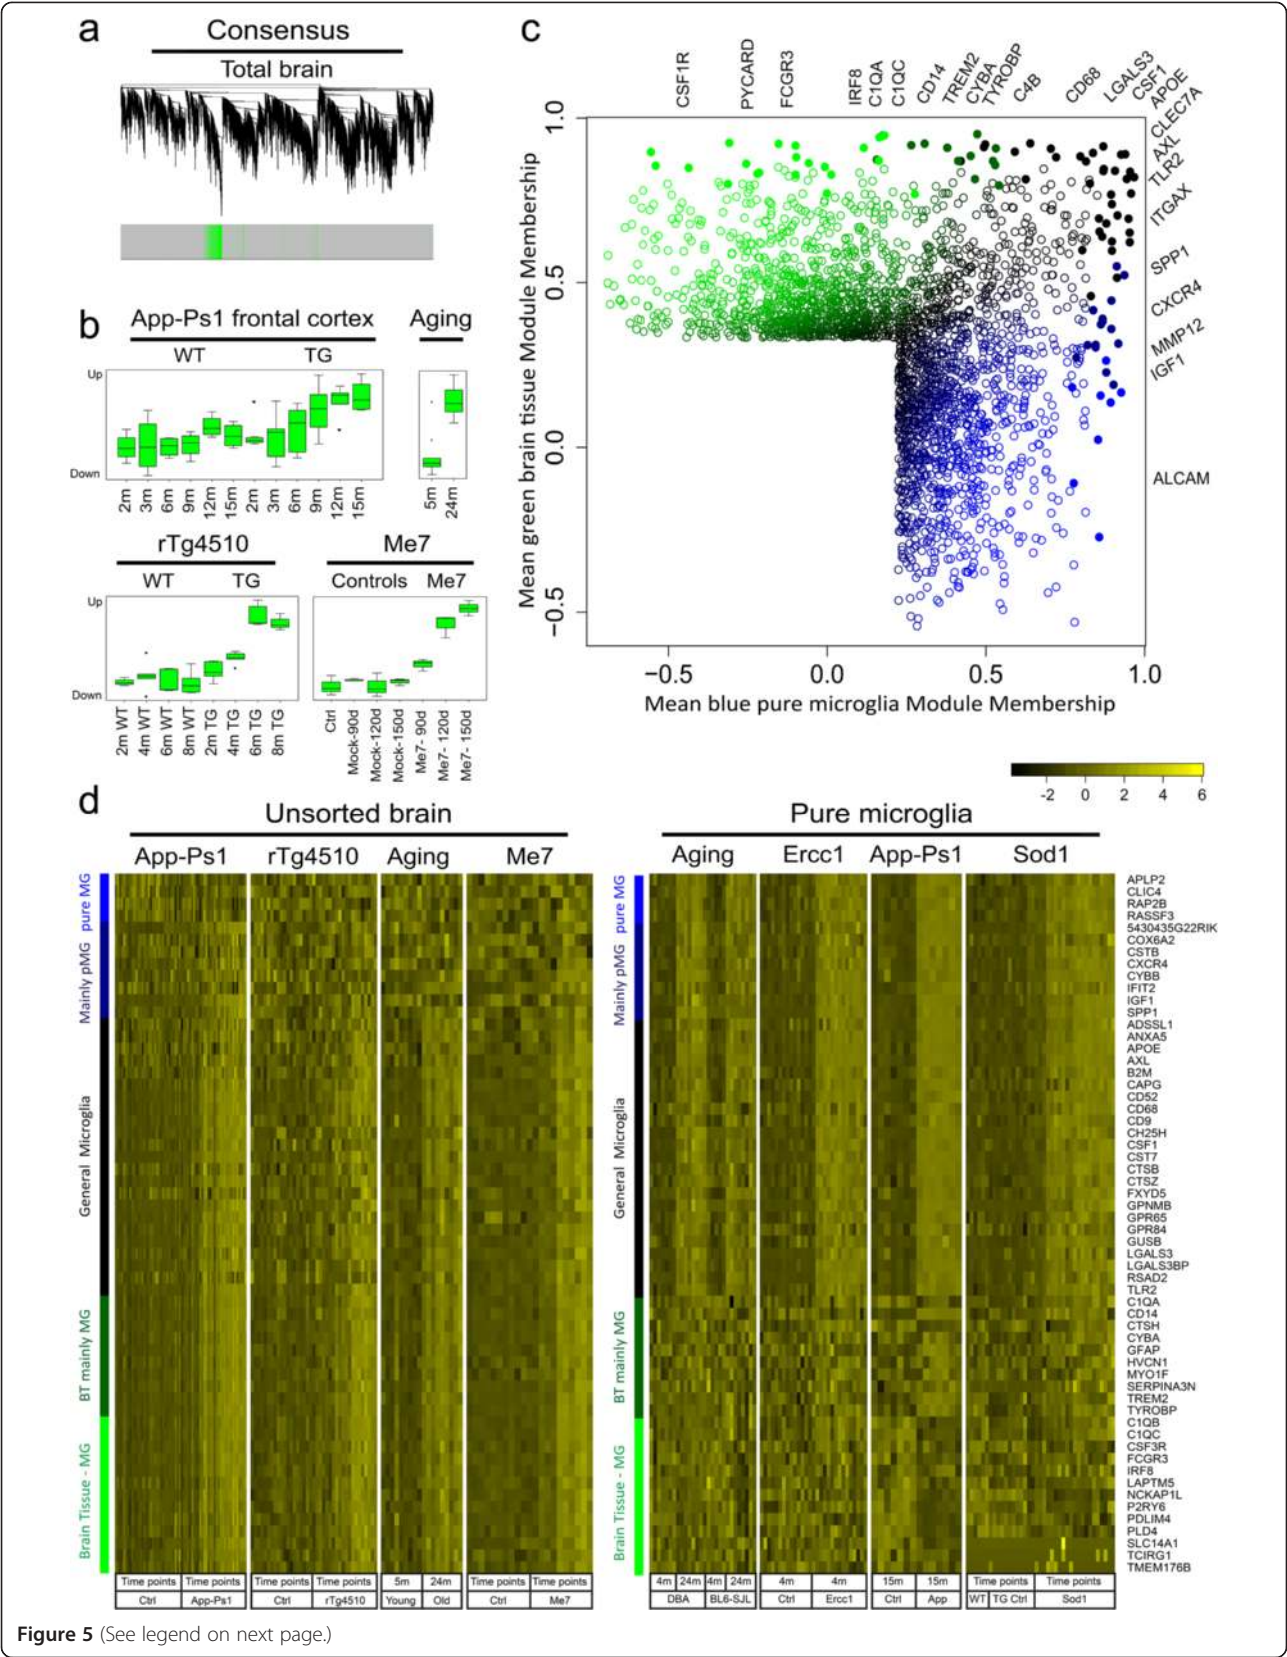 a
Consensus
Total brain
b
App-Ps1 frontal cortex
Aging
WT
TG
Up
Down
2m
3m
6m
9m
12m
15m
2m
3m
6m
9m
12m
15m
5m
24m
rTg4510
Me7
WT
TG
Controls
Me7
Up
Down
2m WT
4m WT
6m WT
8m WT
2m TG
4m TG
6m TG
8m TG
Ctrl
Mock-90d
Mock-120d
Mock-150d
Me7- 90d
Me7- 120d
Me7- 150d
c
CSF1R
PYCARD
FCGR3
IRF8
C1QA
C1QC
CD14
TREM2
CYBA
TYROBP
C4B
CD68
LGALS3
CSF1
APOE
CLEC7A
AXL
TLR2
ITGAX
SPP1
CXCR4
MMP12
IGF1
ALCAM
Mean green brain tissue Module Membership
1.0
0.5
0.0
−0.5
−0.5
0.0
0.5
1.0
Mean blue pure microglia Module Membership
-2
0
2
4
6
d
Unsorted brain
Pure microglia
App-Ps1
rTg4510
Aging
Me7
Aging
Ercc1
App-Ps1
Sod1
pure MG
Mainly pMG
General Microglia
BT mainly MG
Brain Tissue - MG
pure MG
Mainly pMG
General Microglia
BT mainly MG
Brain Tissue - MG
APLP2
CLIC4
RAP2B
RASSF3
5430435G22RIK
COX6A2
CSTB
CXCR4
CYBB
IFIT2
IGF1
SPP1
ADSSL1
ANXA5
APOE
AXL
B2M
CAPG
CD52
CD68
CD9
CH25H
CSF1
CST7
CTSB
CTSZ
FXYD5
GPNMB
GPR65
GPR84
GUSB
LGALS3
LGALS3BP
RSAD2
TLR2
C1QA
CD14
CTSH
CYBA
GFAP
HVCN1
MYO1F
SERPINA3N
TREM2
TYROBP
C1QB
C1QC
CSF3R
FCGR3
IRF8
LAPTM5
NCKAP1L
P2RY6
PDLIM4
PLD4
SLC14A1
TCIRG1
TMEM176B
Time points Time points Time points Time points 5m 24m Time points Time points
Ctrl App-Ps1 Ctrl rTg4510 Young Old Ctrl Me7
4m 24m 4m 24m 4m 4m 15m 15m Time points Time points
DBA BL6-SJL Ctrl Ercc1 Ctrl App WT TG Ctrl Sod1
Figure 5 (See legend on next page.)